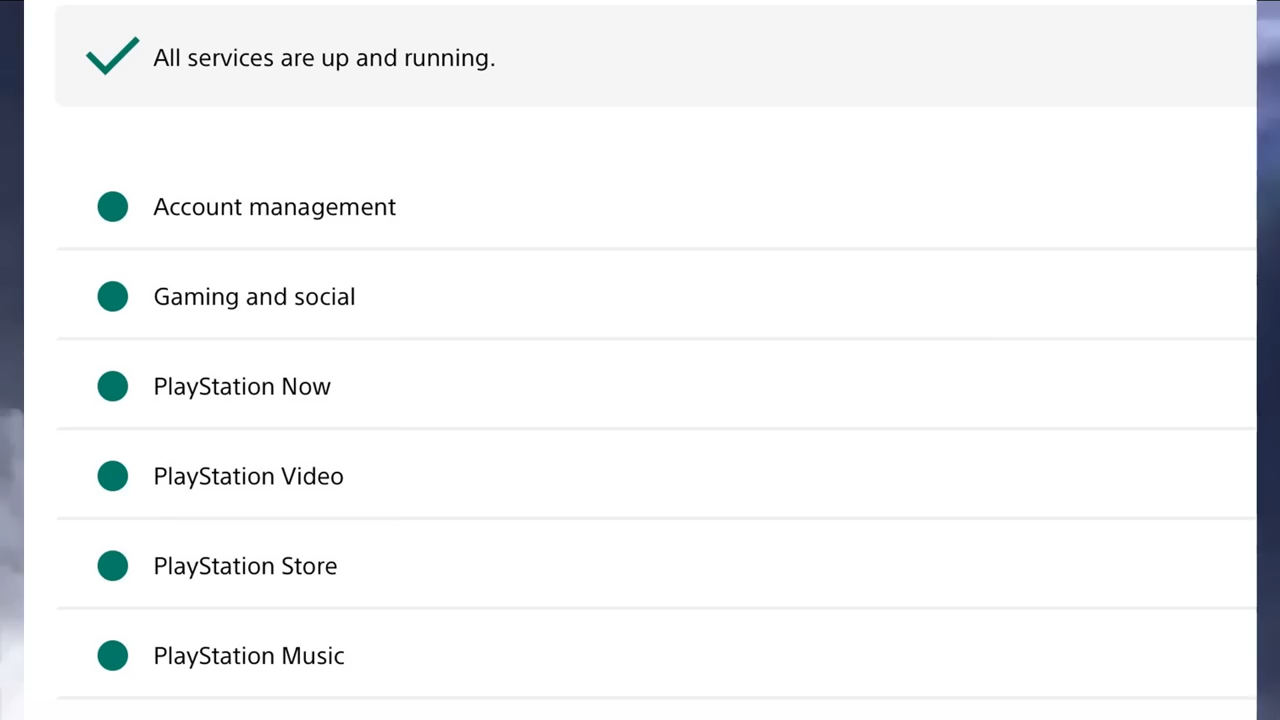 All services are up and running.
Account management
Gaming and social
PlayStation Now
PlayStation Video
PlayStation Store
PlayStation Music